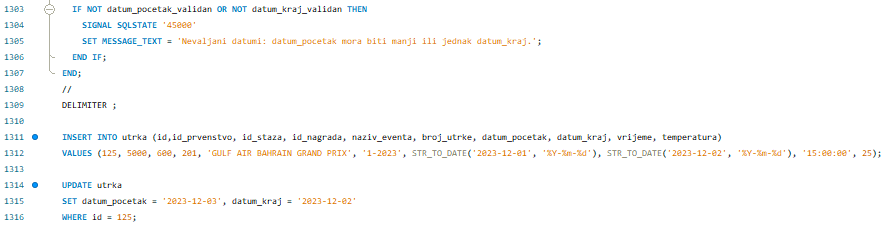 1303 IF NOT datum_pocetak_validan OR NOT datum_kraj_validan THEN
1304 SIGNAL SQLSTATE '45000'
1305 SET MESSAGE_TEXT = 'Nevaljani datumi: datum_pocetak mora biti manji ili jednak datum_kraj.';
1306 END IF;
1307 END;
1308 //
1309 DELIMITER ;
1310
1311 INSERT INTO utrka (id,id_prvenstvo, id_staza, id_nagrada, naziv_eventa, broj_utrke, datum_pocetak, datum_kraj, vrijeme, temperatura)
1312 VALUES (125, 5000, 600, 201, 'GULF AIR BAHRAIN GRAND PRIX', '1-2023', STR_TO_DATE('2023-12-01', '%Y-%m-%d'), STR_TO_DATE('2023-12-02', '%Y-%m-%d'), '15:00:00', 25);
1313
1314 UPDATE utrka
1315 SET datum_pocetak = '2023-12-03', datum_kraj = '2023-12-02'
1316 WHERE id = 125;